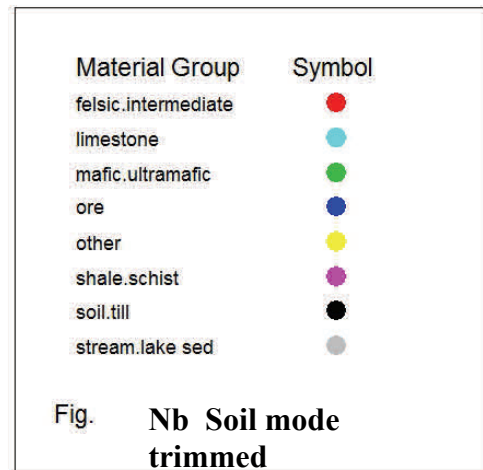 Material Group Symbol
felsic.intermediate
limestone
mafic.ultramafic
ore
other
shale.schist
soil.till
stream.lake sed
Fig. Nb Soil mode
trimmed